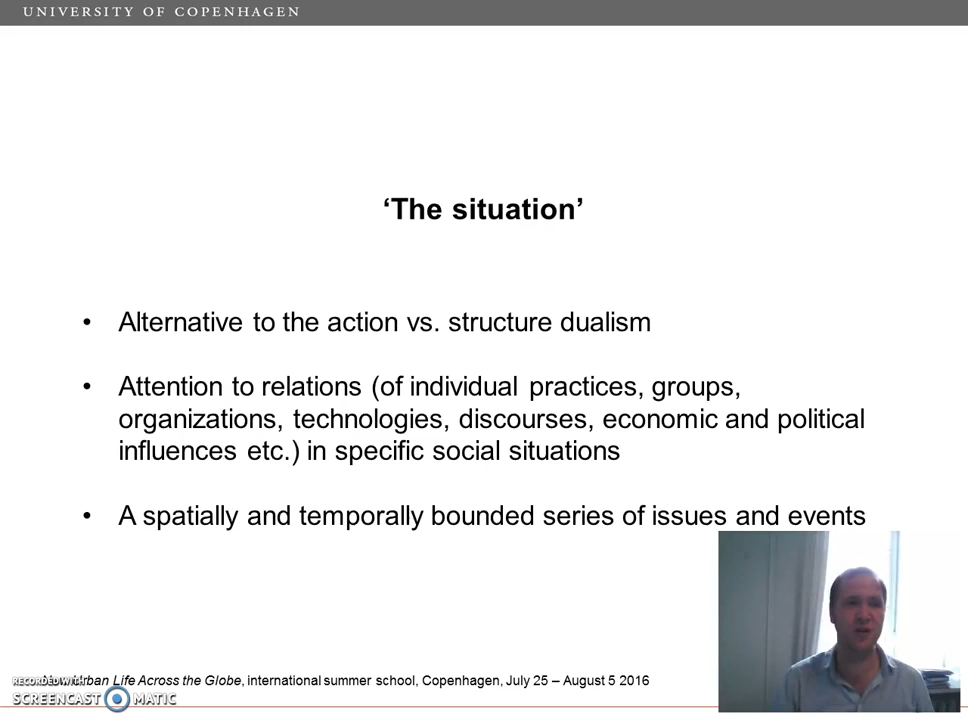 UNIVERSITY OF COPENHAGEN
‘The situation’
• Alternative to the action vs. structure dualism
• Attention to relations (of individual practices, groups,
organizations, technologies, discourses, economic and political
influences etc.) in specific social situations
• A spatially and temporally bounded series of issues and events
Urban Life Across the Globe, international summer school, Copenhagen, July 25 – August 5 2016
RECORDED WITH
SCREENCAST MATIC